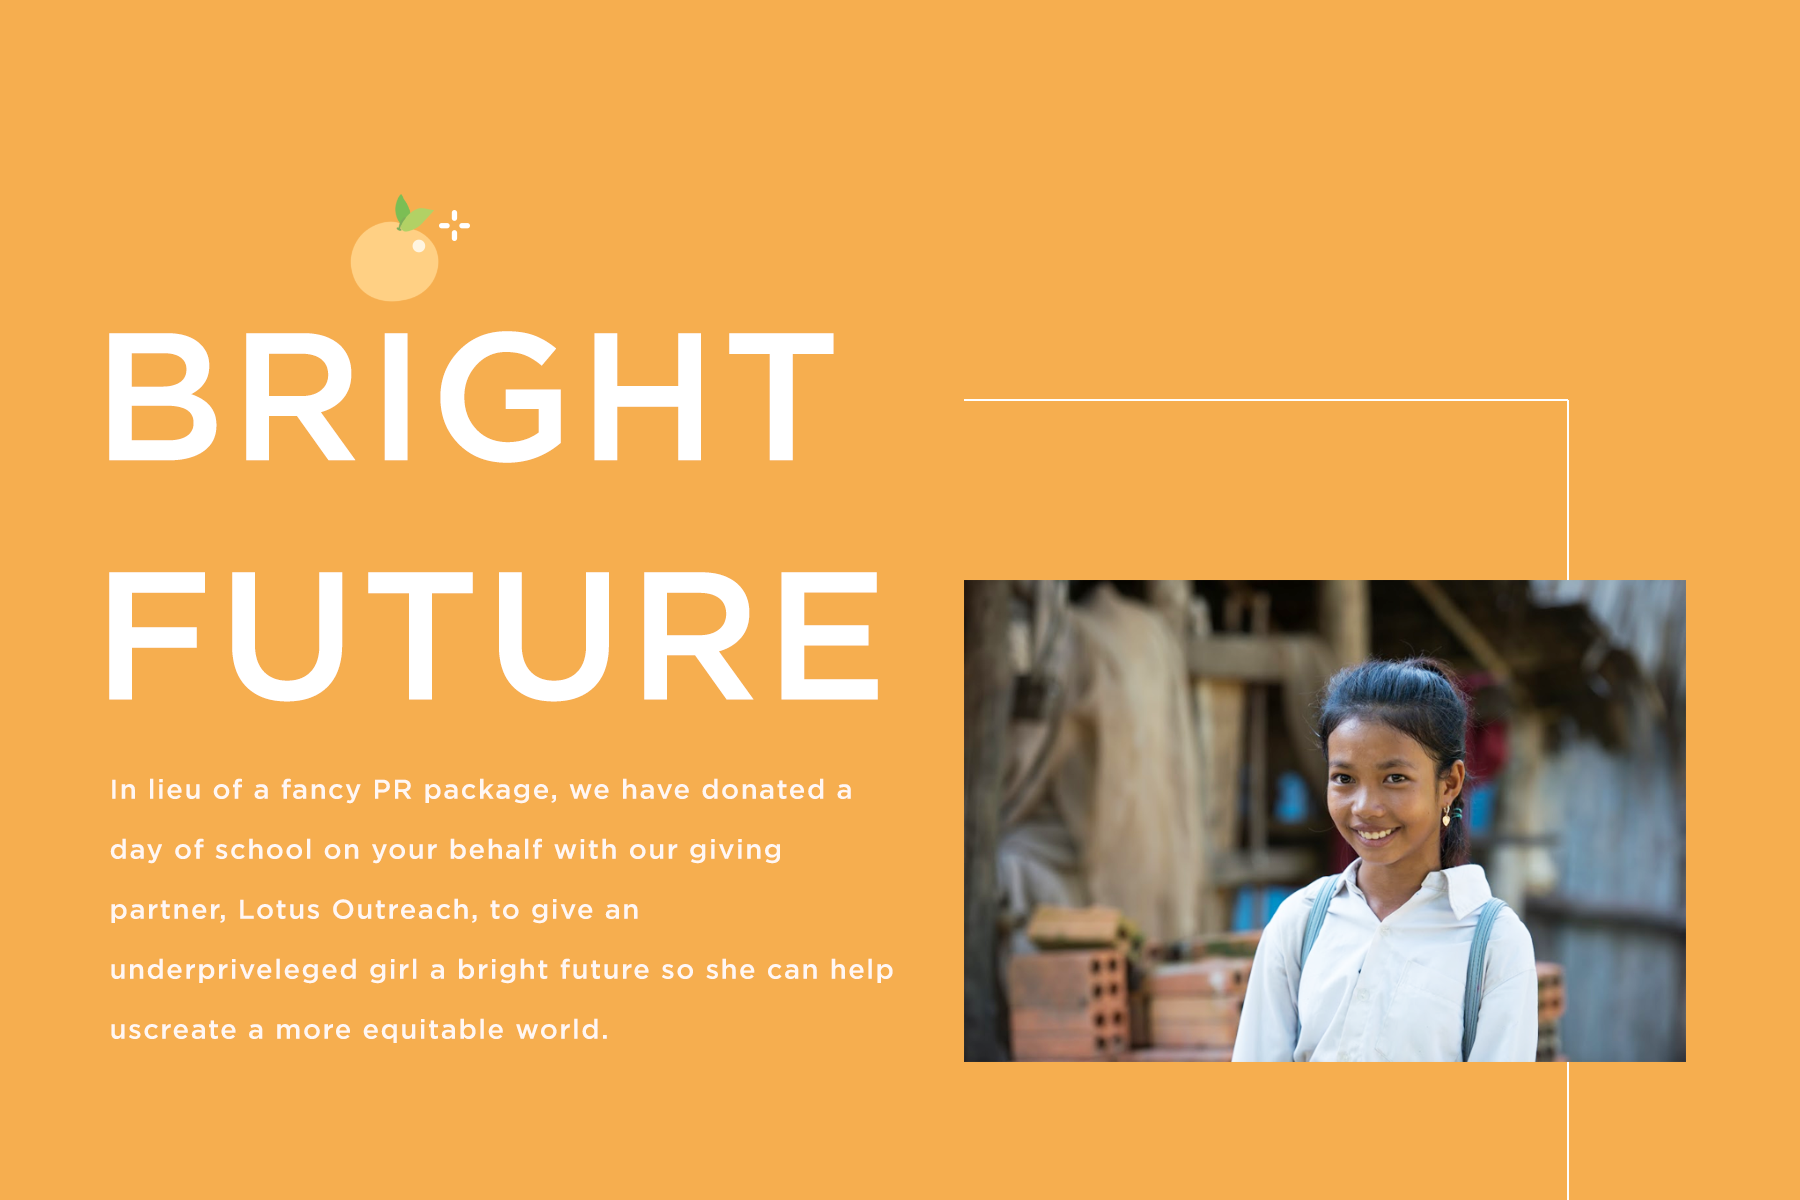 BRIGHT
FUTURE
In lieu of a fancy PR package, we have donated a
day of school on your behalf with our giving
partner, Lotus Outreach, to give an
underpriveleged girl a bright future so she can help
uscreate a more equitable world.